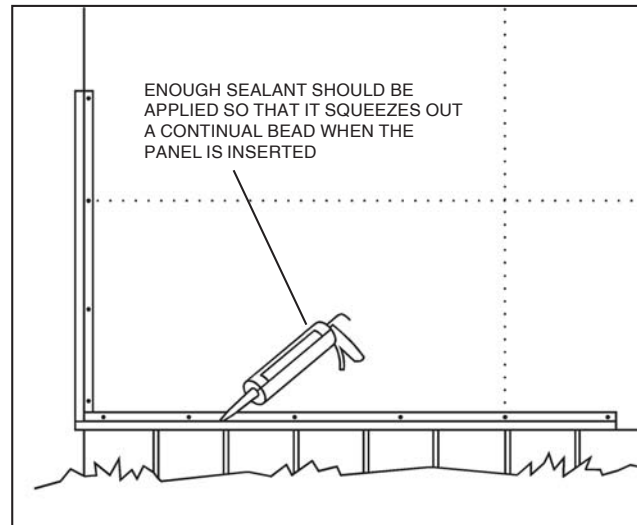 ENOUGH SEALANT SHOULD BE
APPLIED SO THAT IT SQUEEZES OUT
A CONTINUAL BEAD WHEN THE
PANEL IS INSERTED